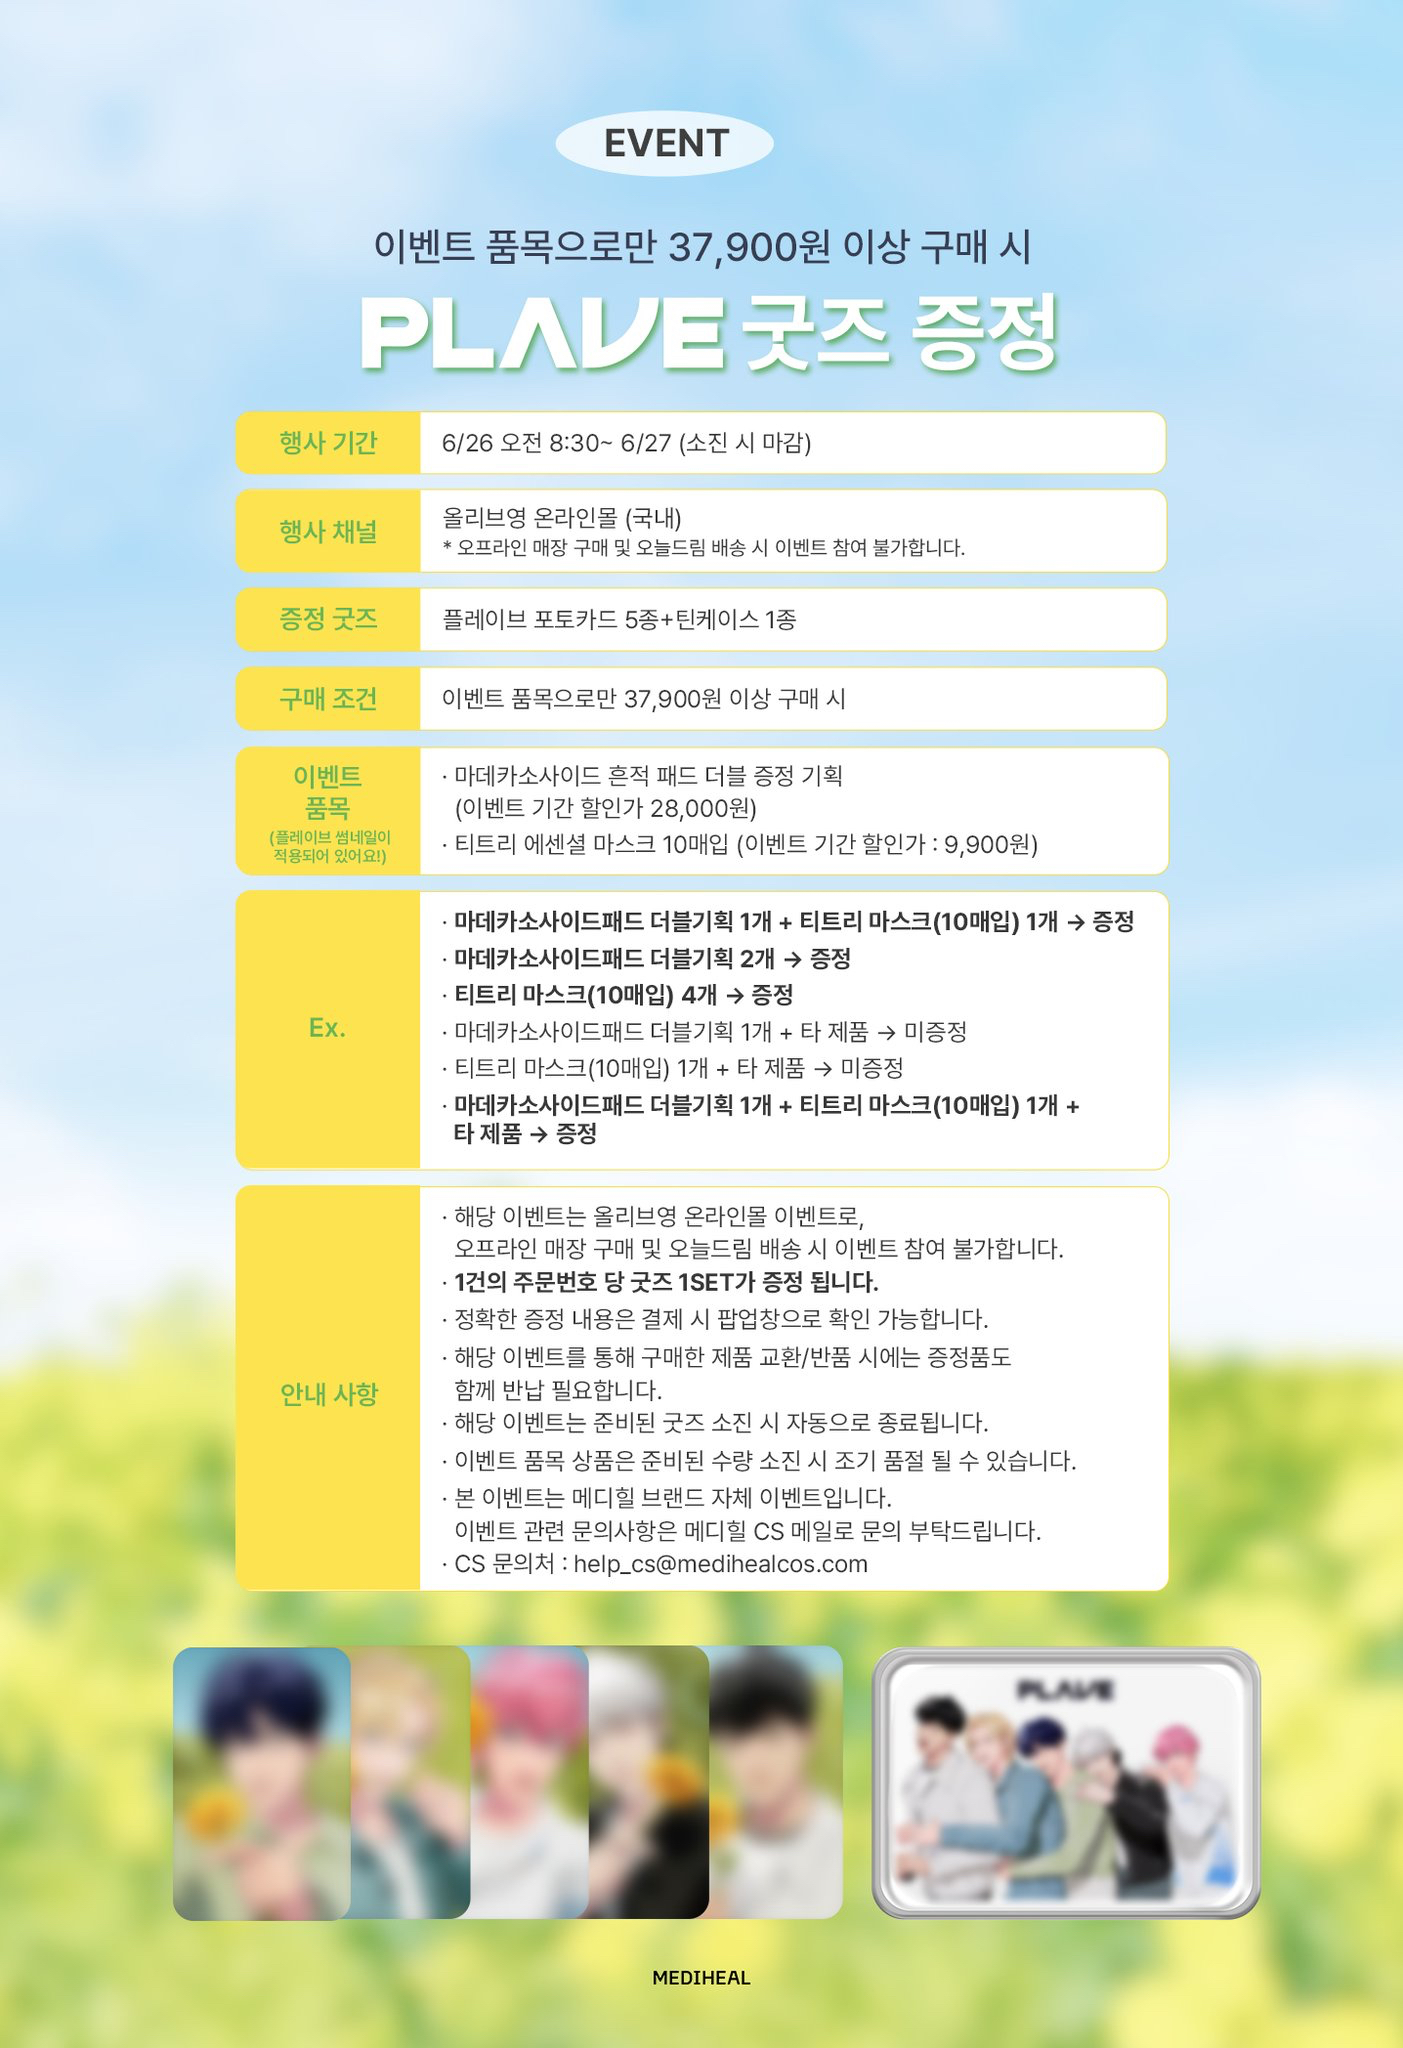 EVENT
이벤트 품목으로만 37,900원 이상 구매 시
PLAVE 굿즈 증정
행사 기간
6/26 오전 8:30~ 6/27 (소진 시 마감)
행사 채널
올리브영 온라인몰 (국내)
* 오프라인 매장 구매 및 오늘드림 배송 시 이벤트 참여 불가합니다.
증정 굿즈
플레이브 포토카드 5종+틴케이스 1종
구매 조건
이벤트 품목으로만 37,900원 이상 구매 시
이벤트
품목
(플레이브 썸네일이
적용되어 있어요!)
· 마데카소사이드 흔적 패드 더블 증정 기획
(이벤트 기간 할인가 28,000원)
· 티트리 에센셜 마스크 10매입 (이벤트 기간 할인가 : 9,900원)
Ex.
· 마데카소사이드패드 더블기획 1개 + 티트리 마스크(10매입) 1개 → 증정
· 마데카소사이드패드 더블기획 2개 → 증정
· 티트리 마스크(10매입) 4개 → 증정
· 마데카소사이드패드 더블기획 1개 + 타 제품 → 미증정
· 티트리 마스크(10매입) 1개 + 타 제품 → 미증정
· 마데카소사이드패드 더블기획 1개 + 티트리 마스크(10매입) 1개 +
타 제품 → 증정
안내 사항
· 해당 이벤트는 올리브영 온라인몰 이벤트로,
오프라인 매장 구매 및 오늘드림 배송 시 이벤트 참여 불가합니다.
· 1건의 주문번호 당 굿즈 1SET가 증정 됩니다.
· 정확한 증정 내용은 결제 시 팝업창으로 확인 가능합니다.
· 해당 이벤트를 통해 구매한 제품 교환/반품 시에는 증정품도
함께 반납 필요합니다.
· 해당 이벤트는 준비된 굿즈 소진 시 자동으로 종료됩니다.
· 이벤트 품목 상품은 준비된 수량 소진 시 조기 품절 될 수 있습니다.
· 본 이벤트는 메디힐 브랜드 자체 이벤트입니다.
이벤트 관련 문의사항은 메디힐 CS 메일로 문의 부탁드립니다.
· CS 문의처 : help_cs@medihealcos.com
PLAVE
MEDIHEAL